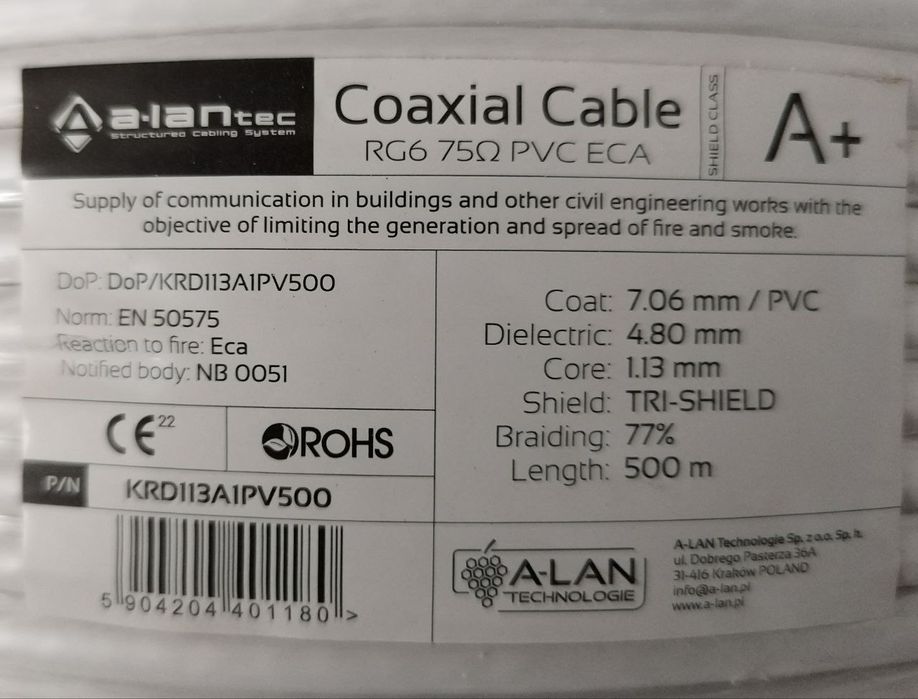 a-lantec
Structured Cabling System
Coaxial Cable
RG6 75Ω PVC ECA
SHIELD CLASS
A+
Supply of communication in buildings and other civil engineering works with the
objective of limiting the generation and spread of fire and smoke.
DoP: DoP/KRD113A1PV500
Norm: EN 50575
Reaction to fire: Eca
Notified body: NB 0051
CE 22
ROHS
P/N
KRD113A1PV500
5 904204 401180 >
Coat: 7.06 mm / PVC
Dielectric: 4.80 mm
Core: 1.13 mm
Shield: TRI-SHIELD
Braiding: 77%
Length: 500 m
A-LAN
TECHNOLOGIE
A-LAN Technologie Sp. z o.o. Sp. k.
ul. Dobrego Pasterza 36A
31-416 Kraków POLAND
info@a-lan.pl
www.a-lan.pl